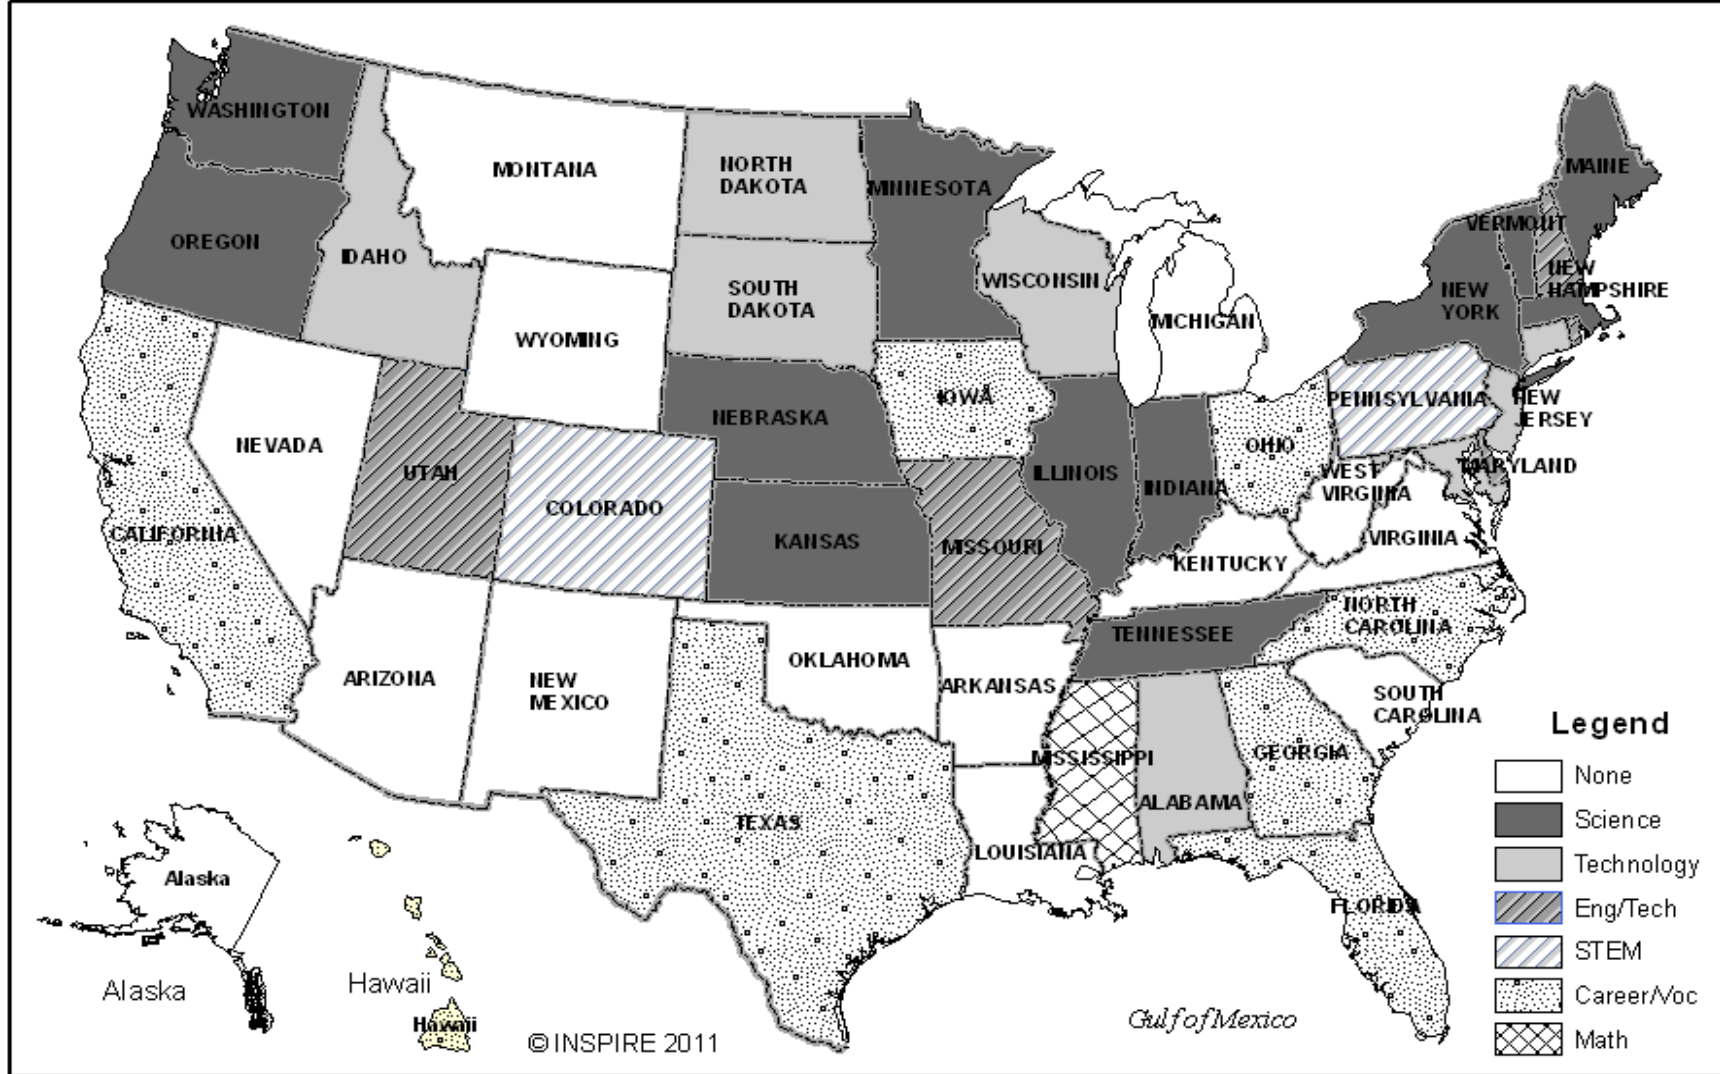 WASHINGTON
OREGON
IDAHO
MONTANA
WYOMING
NORTH
DAKOTA
SOUTH
DAKOTA
MINNESOTA
WISCONSIN
MICHIGAN
MAINE
VERMONT
NEW
HAMPSHIRE
NEW
YORK
PENNSYLVANIA
NEW
JERSEY
MARYLAND
NEVADA
UTAH
COLORADO
NEBRASKA
IOWA
KANSAS
ILLINOIS
INDIANA
OHIO
WEST
VIRGINIA
VIRGINIA
MISSOURI
KENTUCKY
CALIFORNIA
TENNESSEE
NORTH
CAROLINA
SOUTH
CAROLINA
ARIZONA
NEW
MEXICO
OKLAHOMA
ARKANSAS
MISSISSIPPI
ALABAMA
GEORGIA
TEXAS
LOUISIANA
FLORIDA
Alaska
Alaska
Hawaii
Hawaii
© INSPIRE 2011
Gulf of Mexico
Legend
None
Science
Technology
Eng/Tech
STEM
Career/Voc
Math